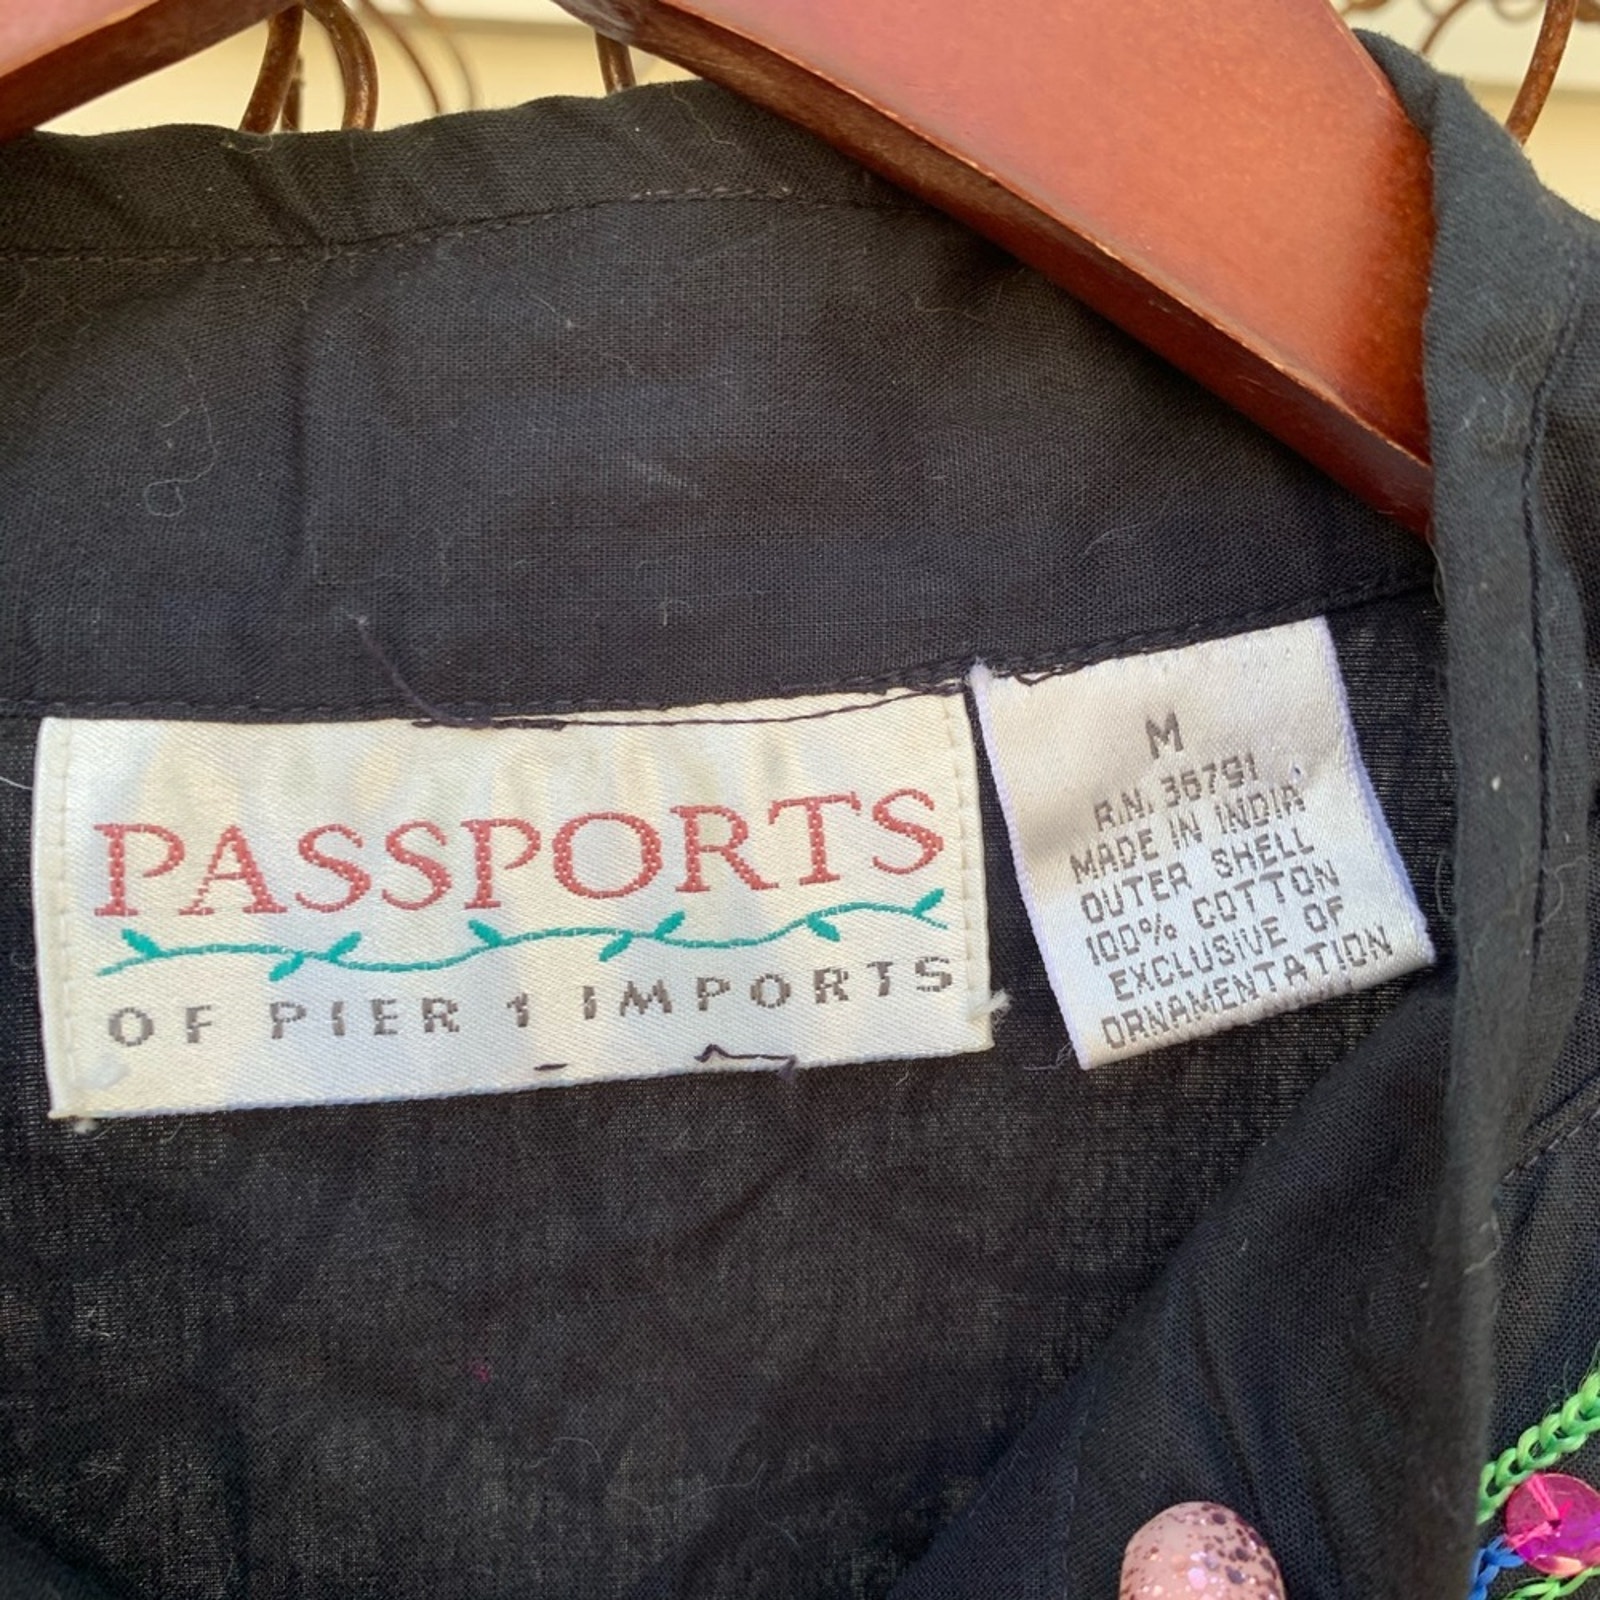 PASSPORTS
OF PIER 1 IMPORTS
M
R.N. 36791
MADE IN INDIA
OUTER SHELL
100% COTTON
EXCLUSIVE OF
ORNAMENTATION